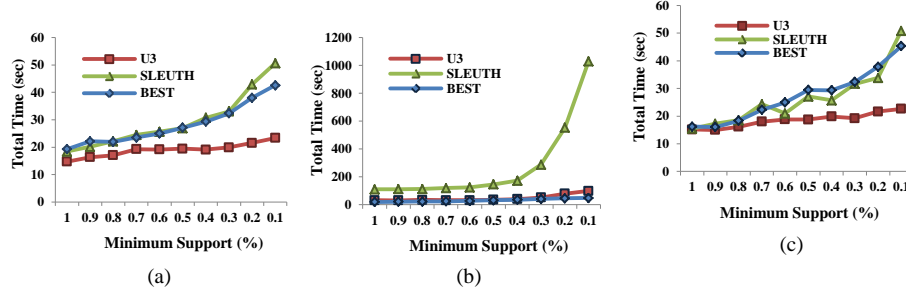 60
50
40
30
20
10
0
Total Time (sec)
U3
SLEUTH
BEST
1 0.9 0.8 0.7 0.6 0.5 0.4 0.3 0.2 0.1
Minimum Support (%)
(a)
1200
1000
800
600
400
200
0
Total Time (sec)
U3
SLEUTH
BEST
1 0.9 0.8 0.7 0.6 0.5 0.4 0.3 0.2 0.1
Minimum Support (%)
(b)
60
50
40
30
20
10
0
Total Time (sec)
U3
SLEUTH
BEST
1 0.9 0.8 0.7 0.6 0.5 0.4 0.3 0.2 0.1
Minimum Support (%)
(c)